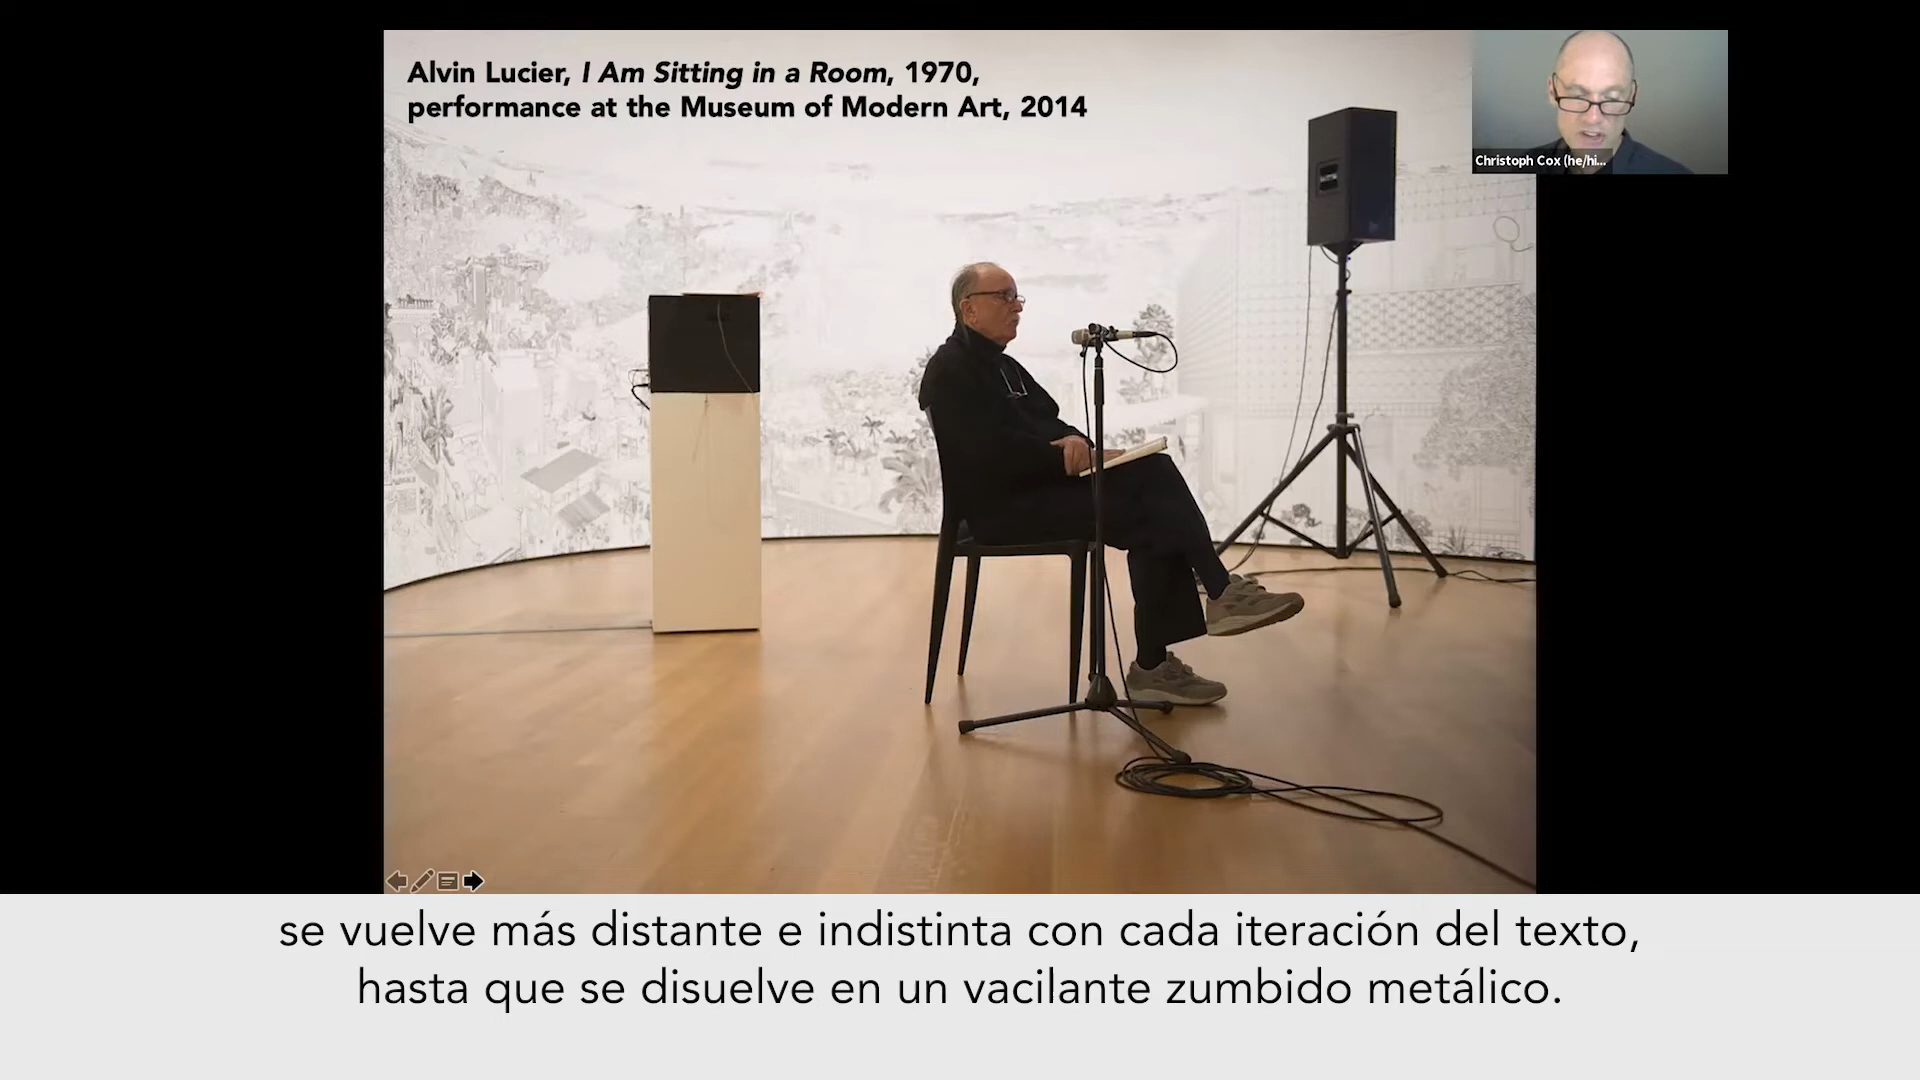 Alvin Lucier, I Am Sitting in a Room, 1970,
performance at the Museum of Modern Art, 2014
Christoph Cox (he/hi...
se vuelve más distante e indistinta con cada iteración del texto,
hasta que se disuelve en un vacilante zumbido metálico.